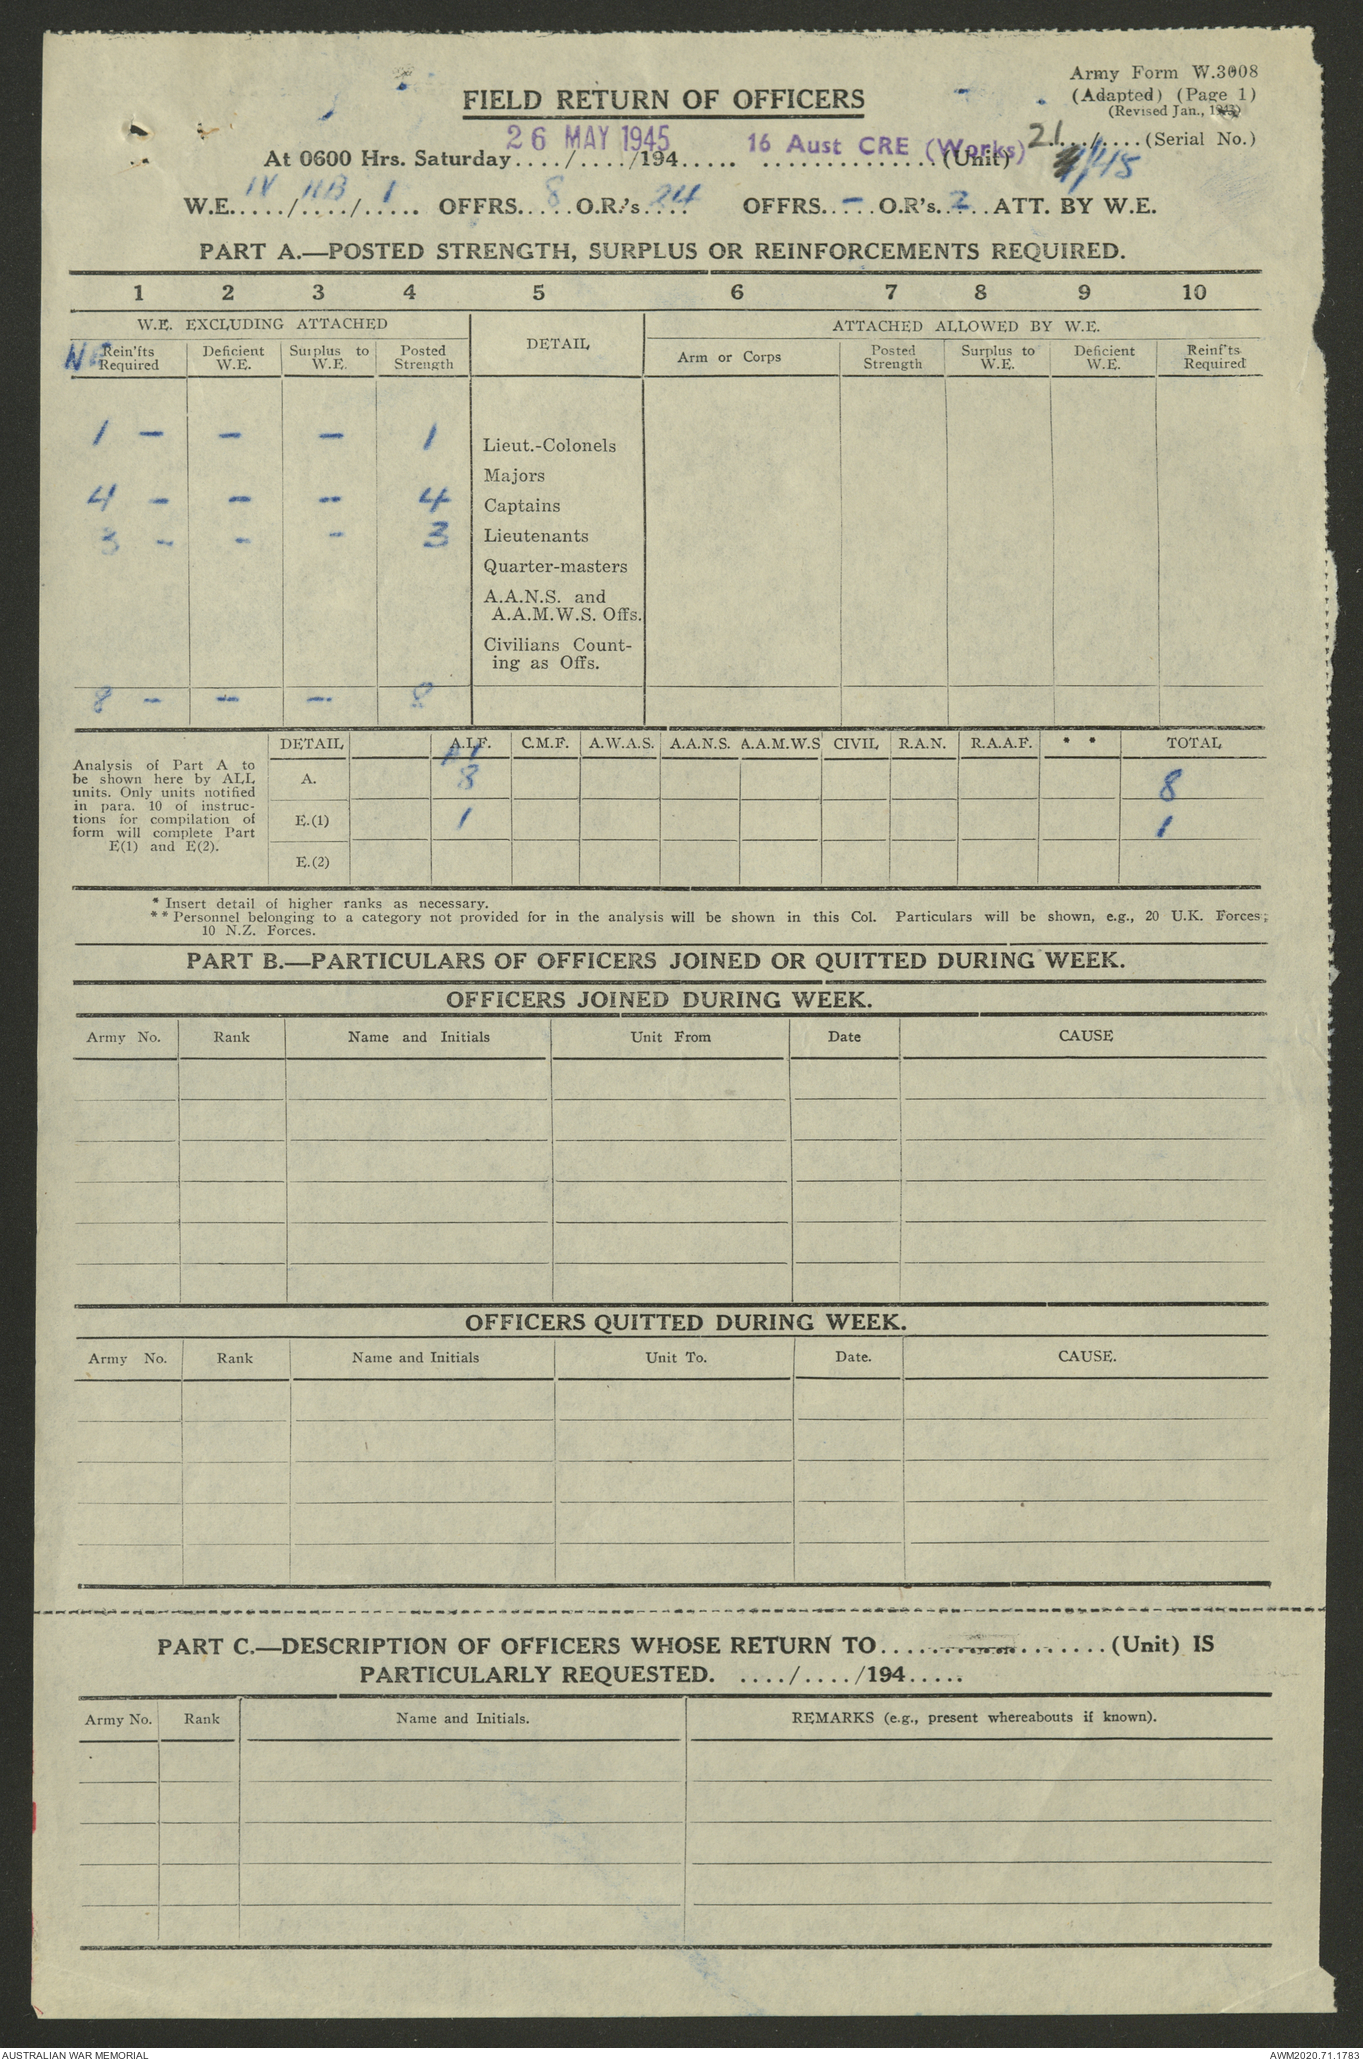 Army Form W.3008
FIELD RETURN OF OFFICERS
(Adapted) (Page 1)
(Revised Jan., 1943)
26 MAY 1945 16 Aust CRE (Works) 21
At 0600 Hrs. Saturday..../..../194..... ...............(Unit) ..../....(Serial No.)
1/45
IV 1 8 24 - 2
W.E...../..../..... OFFRS.....O.R.'s.... OFFRS.....O.R's.....ATT. BY W.E.
PART A.—POSTED STRENGTH, SURPLUS OR REINFORCEMENTS REQUIRED.
1 2 3 4 5 6 7 8 9 10
W.E. EXCLUDING ATTACHED DETAIL ATTACHED ALLOWED BY W.E.
Rein'fts Required Deficient W.E. Surplus to W.E. Posted Strength Arm or Corps Posted Strength Surplus to W.E. Deficient W.E. Reinf'ts Required
1 - - - 1 Lieut.-Colonels
Majors
4 - - - 4 Captains
3 - - - 3 Lieutenants
Quarter-masters
A.A.N.S. and
A.A.M.W.S. Offs.
Civilians Count-
ing as Offs.
8 - - - 8
DETAIL A.I.F. C.M.F. A.W.A.S. A.A.N.S. A.A.M.W.S CIVIL R.A.N. R.A.A.F. * * TOTAL
Analysis of Part A to
be shown here by ALL
units. Only units notified
in para. 10 of instruc-
tions for compilation of
form will complete Part
E(1) and E(2).
A. 8 8
E.(1) 1 1
E.(2)
* Insert detail of higher ranks as necessary.
** Personnel belonging to a category not provided for in the analysis will be shown in this Col. Particulars will be shown, e.g., 20 U.K. Forces;
10 N.Z. Forces.
PART B.—PARTICULARS OF OFFICERS JOINED OR QUITTED DURING WEEK.
OFFICERS JOINED DURING WEEK.
Army No. Rank Name and Initials Unit From Date CAUSE
OFFICERS QUITTED DURING WEEK.
Army No. Rank Name and Initials Unit To. Date. CAUSE.
PART C.—DESCRIPTION OF OFFICERS WHOSE RETURN TO....................(Unit) IS
PARTICULARLY REQUESTED. ..../..../194.....
Army No. Rank Name and Initials. REMARKS (e.g., present whereabouts if known).
AUSTRALIAN WAR MEMORIAL AWM2020.71.1783